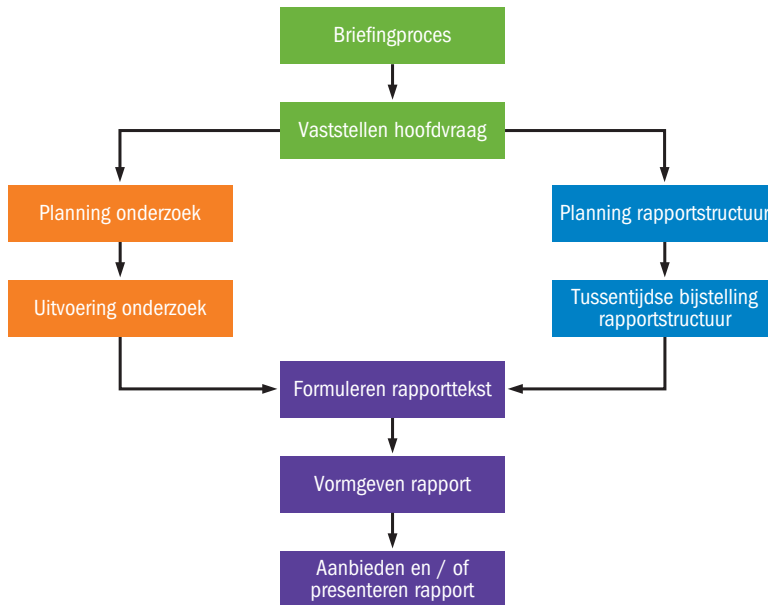 Briefingproces
Vaststellen hoofdvraag
Planning onderzoek
Planning rapportstructuur
Uitvoering onderzoek
Tussentijdse bijstelling
rapportstructuur
Formuleren rapporttekst
Vormgeven rapport
Aanbieden en / of
presenteren rapport